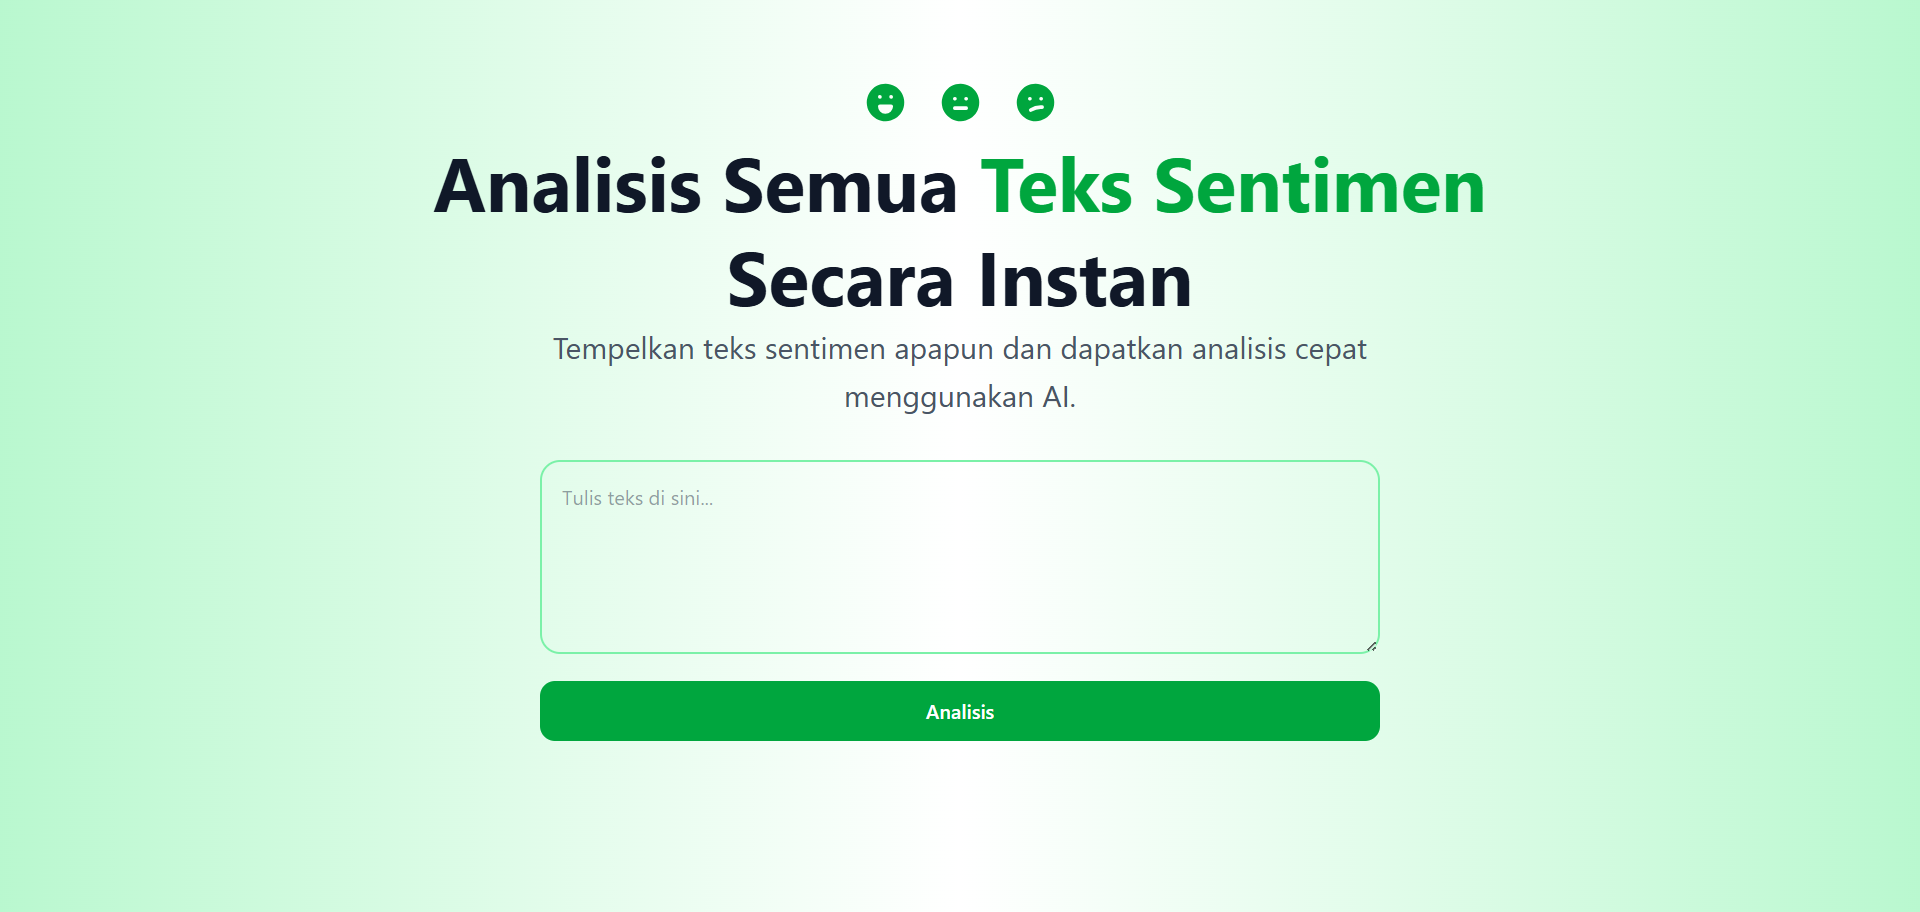 Analisis Semua Teks Sentimen
Secara Instan
Tempelkan teks sentimen apapun dan dapatkan analisis cepat
menggunakan AI.
Tulis teks di sini...
Analisis